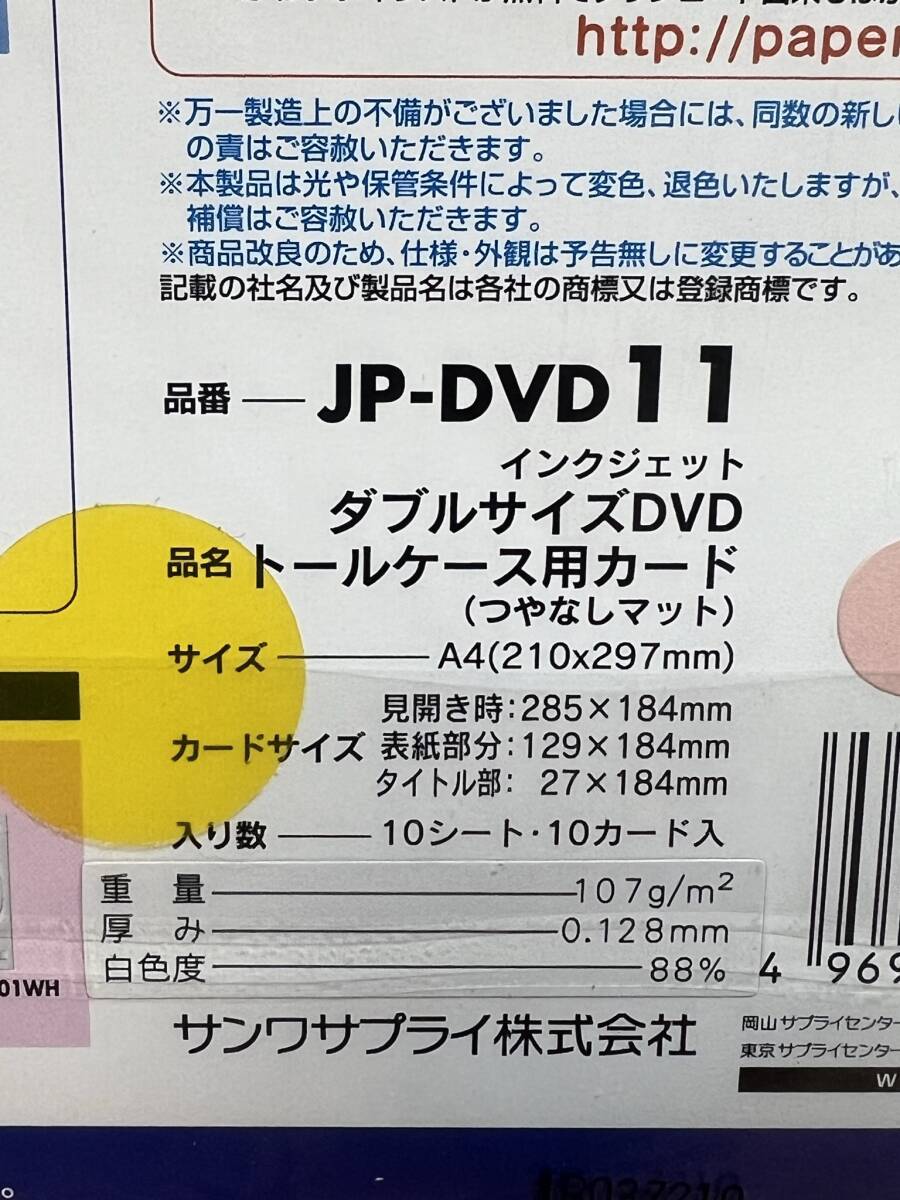 http://paper
※万一製造上の不備がございました場合には、同数の新し
の責はご容赦いただきます。
※本製品は光や保管条件によって変色、退色いたしますが、
補償はご容赦いただきます。
※商品改良のため、仕様・外観は予告無しに変更することがあ
記載の社名及び製品名は各社の商標又は登録商標です。
品番 — JP-DVD11
インクジェット
ダブルサイズDVD
品名 トールケース用カード
(つやなしマット)
サイズ — A4(210x297mm)
見開き時:285×184mm
カードサイズ 表紙部分:129×184mm
タイトル部: 27×184mm
入り数 — 10シート・10カード入
重 量 — 107g/m²
厚 み — 0.128mm
白色度 — 88%
4 969
01WH
サンワサプライ株式会社
岡山サプライセンター
東京サプライセンター
W
。